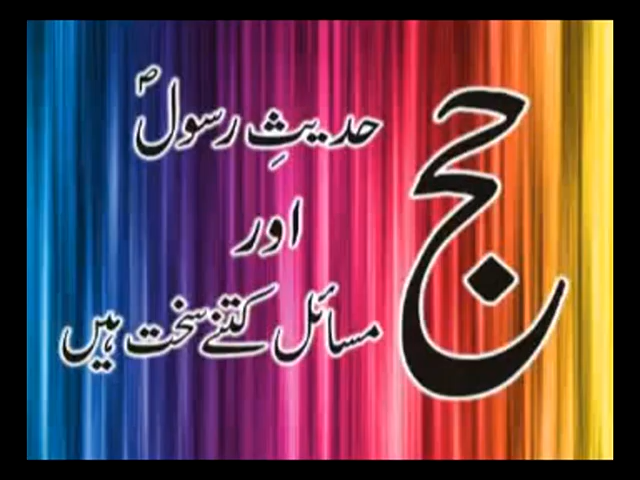 حج
حدیثِ رسولؐ
اور
مسائل کتنے سخت ہیں